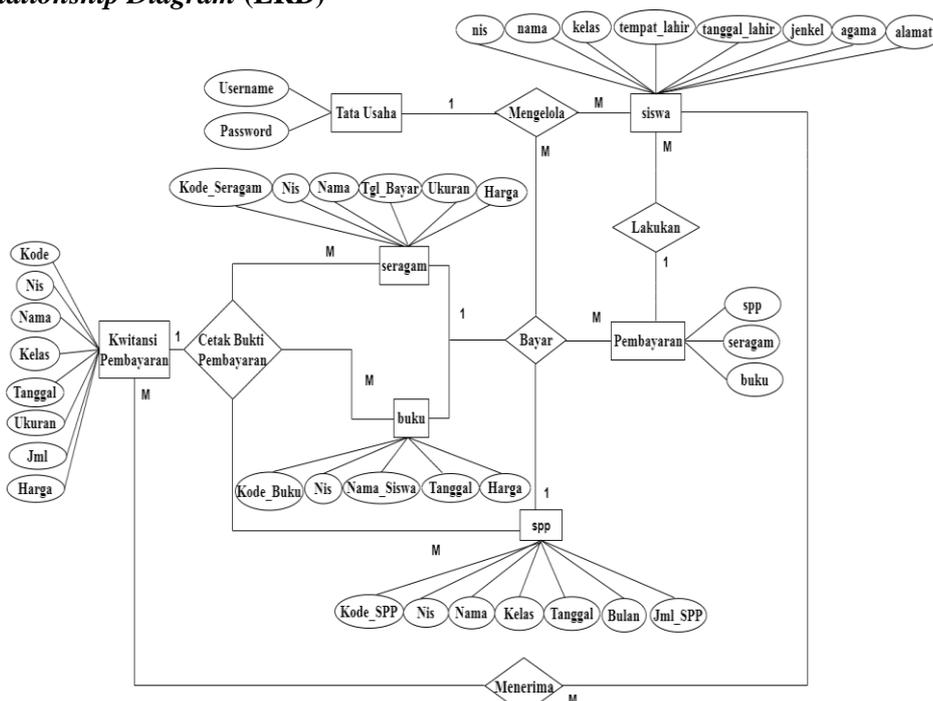 lationship Diagram (ERD)
nis nama kelas tempat_lahir tanggal_lahir jenkel agama alamat
Username
Password
Tata Usaha
1
Mengelola
M
siswa
M
M
Kode_Seragam Nis Nama Tgl_Bayar Ukuran Harga
Lakukan
1
M
seragam
Kode
Nis
Nama
Kelas
Tanggal
Ukuran
Jml
Harga
Kwitansi
Pembayaran
1
Cetak Bukti
Pembayaran
M
1
Bayar
M
Pembayaran
spp
seragam
buku
M
buku
Kode_Buku Nis Nama_Siswa Tanggal Harga
1
spp
M
Kode_SPP Nis Nama Kelas Tanggal Bulan Jml_SPP
Menerima
M